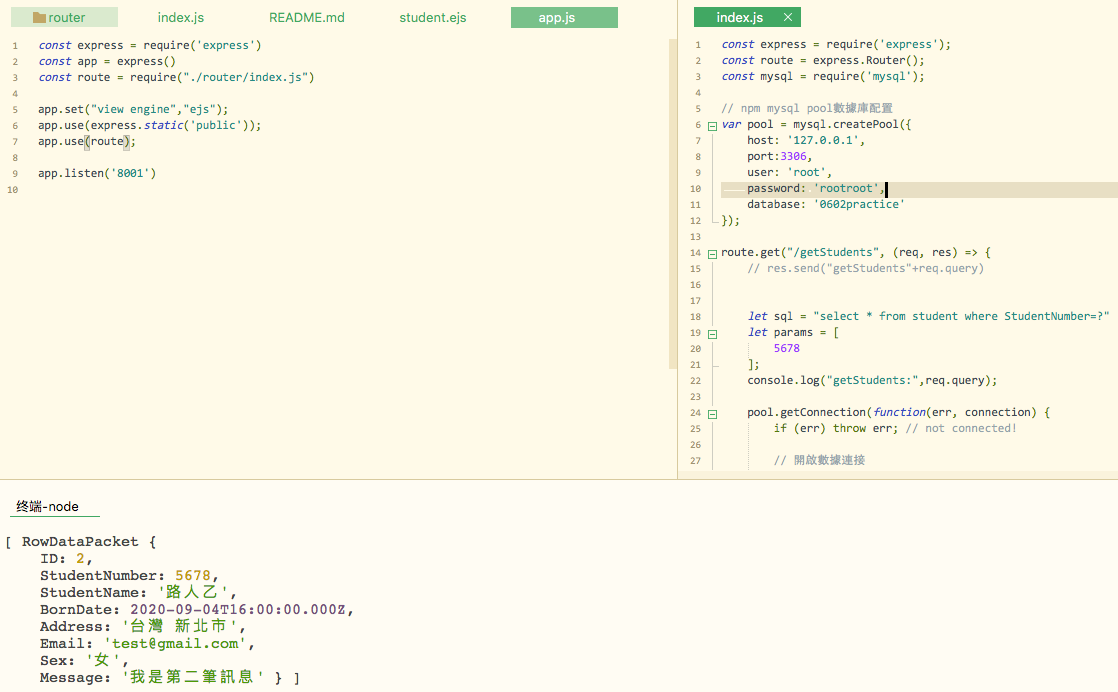 router index.js README.md student.ejs app.js
1 const express = require('express')
2 const app = express()
3 const route = require("./router/index.js")
4
5 app.set("view engine","ejs");
6 app.use(express.static('public'));
7 app.use(route);
8
9 app.listen('8001')
10
index.js ×
1 const express = require('express');
2 const route = express.Router();
3 const mysql = require('mysql');
4
5 // npm mysql pool數據庫配置
6 var pool = mysql.createPool({
7 host: '127.0.0.1',
8 port:3306,
9 user: 'root',
10 password: 'rootroot',
11 database: '0602practice'
12 });
13
14 route.get("/getStudents", (req, res) => {
15 // res.send("getStudents"+req.query)
16
17
18 let sql = "select * from student where StudentNumber=?"
19 let params = [
20 5678
21 ];
22 console.log("getStudents:",req.query);
23
24 pool.getConnection(function(err, connection) {
25 if (err) throw err; // not connected!
26
27 // 開啟數據連接
终端-node
[ RowDataPacket {
ID: 2,
StudentNumber: 5678,
StudentName: '路人乙',
BornDate: 2020-09-04T16:00:00.000Z,
Address: '台灣 新北市',
Email: 'test@gmail.com',
Sex: '女',
Message: '我是第二筆訊息' } ]